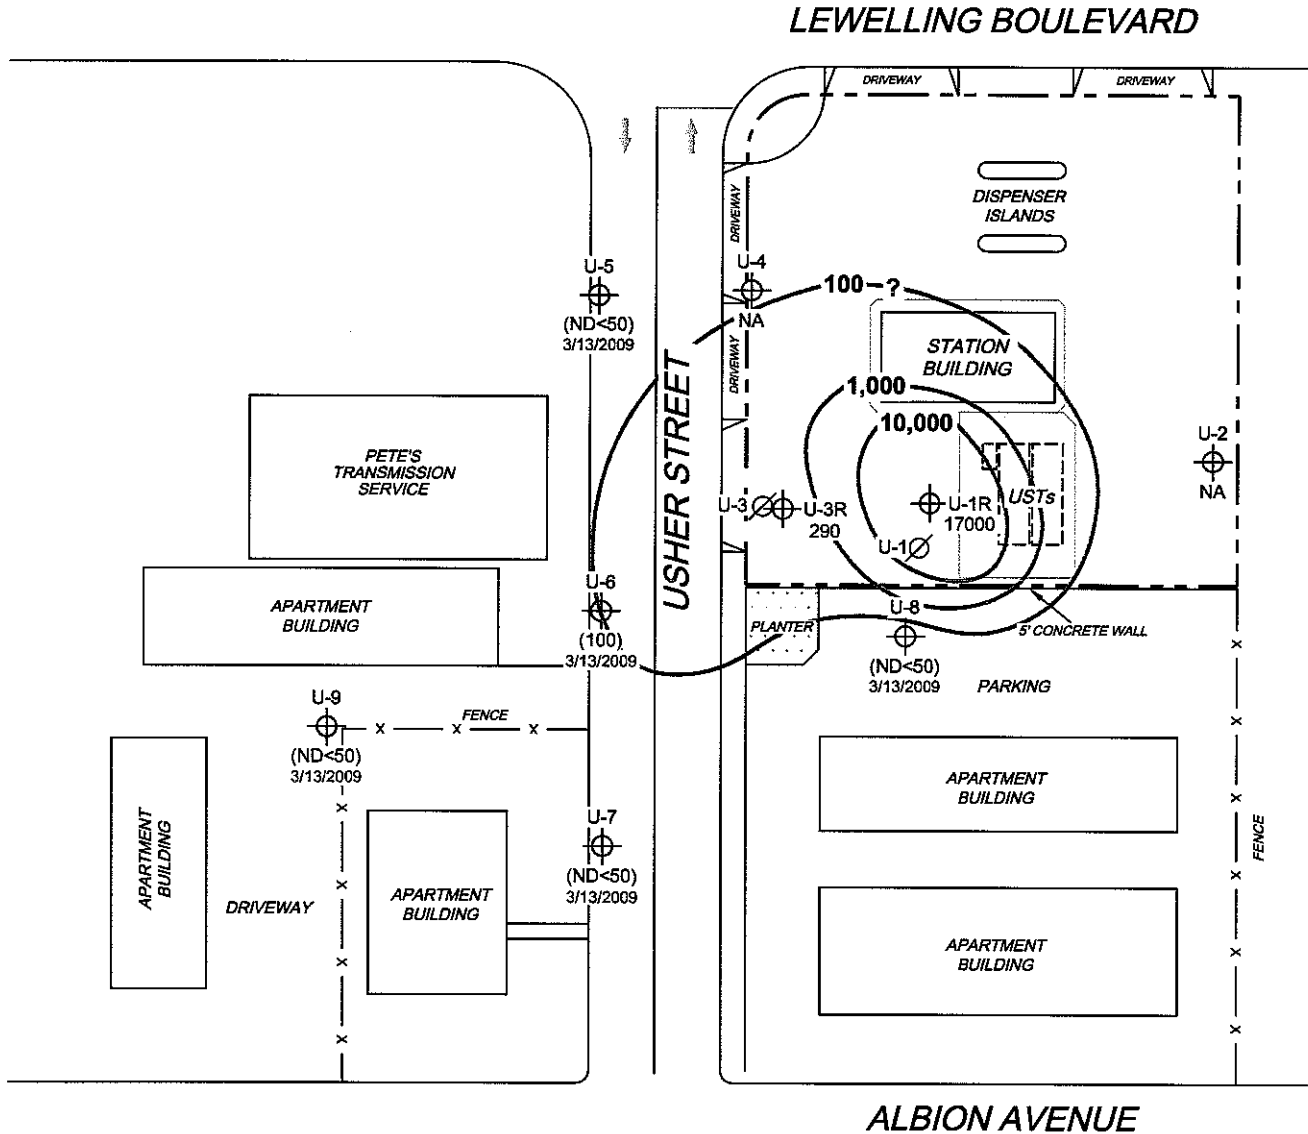 LEWELLING BOULEVARD
DRIVEWAY
DRIVEWAY
DISPENSER
ISLANDS
DRIVEWAY
U-5
(ND<50)
3/13/2009
U-4
NA
100
?
DRIVEWAY
STATION
BUILDING
USHER STREET
1,000
10,000
U-2
NA
PETE'S
TRANSMISSION
SERVICE
U-3
U-3R
290
U-1R
17000
USTs
U-1
U-6
(100)
3/13/2009
APARTMENT
BUILDING
PLANTER
U-8
(ND<50)
3/13/2009
5' CONCRETE WALL
PARKING
U-9
(ND<50)
3/13/2009
x
x
x
FENCE
x
x
x
x
x
x
x
x
x
FENCE
APARTMENT
BUILDING
APARTMENT
BUILDING
U-7
(ND<50)
3/13/2009
DRIVEWAY
APARTMENT
BUILDING
APARTMENT
BUILDING
ALBION AVENUE